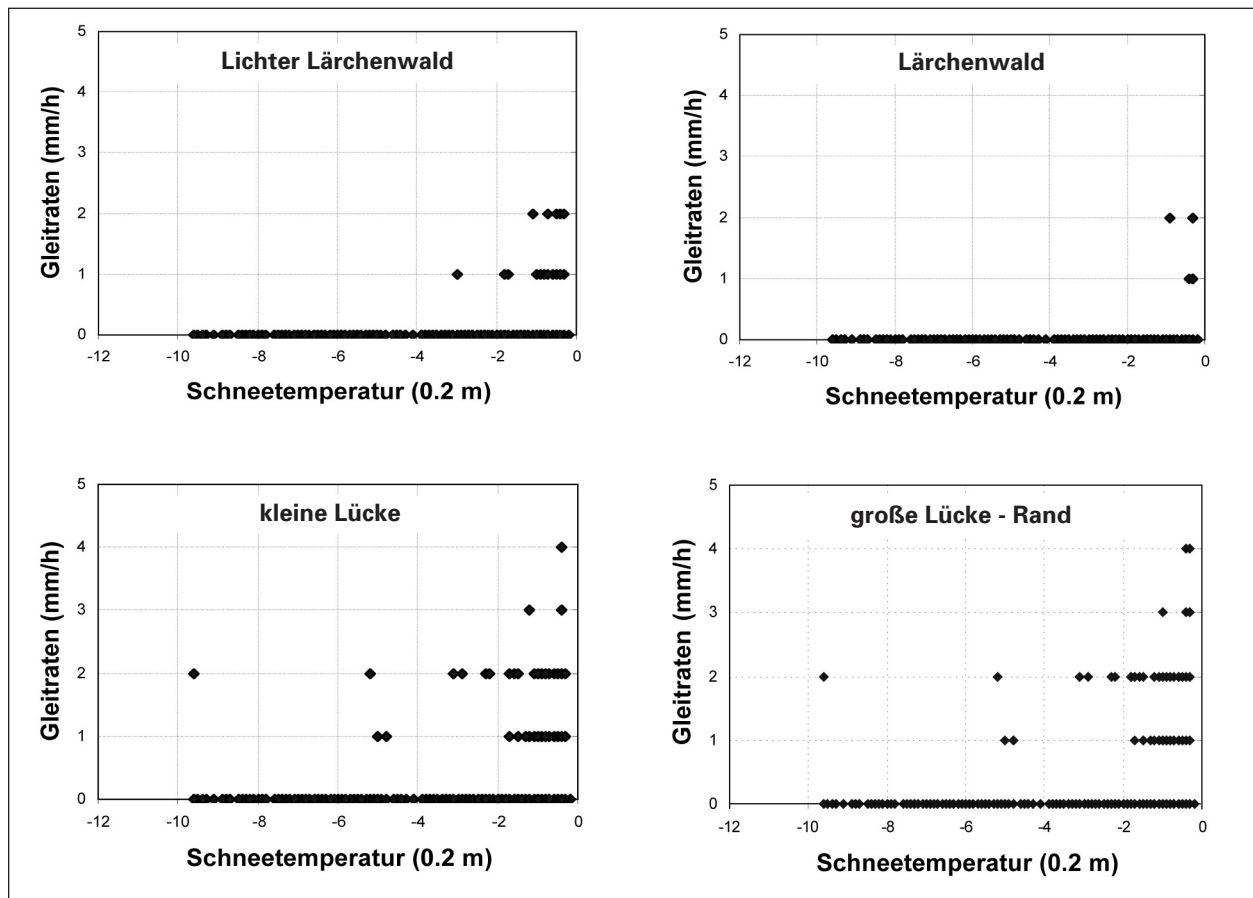 Lichter Lärchenwald
Gleitraten (mm/h)
5
4
3
2
1
0
-12 -10 -8 -6 -4 -2 0
Schneetemperatur (0.2 m)
Lärchenwald
Gleitraten (mm/h)
5
4
3
2
1
0
-12 -10 -8 -6 -4 -2 0
Schneetemperatur (0.2 m)
kleine Lücke
Gleitraten (mm/h)
5
4
3
2
1
0
-12 -10 -8 -6 -4 -2 0
Schneetemperatur (0.2 m)
große Lücke - Rand
Gleitraten (mm/h)
5
4
3
2
1
0
-12 -10 -8 -6 -4 -2 0
Schneetemperatur (0.2 m)